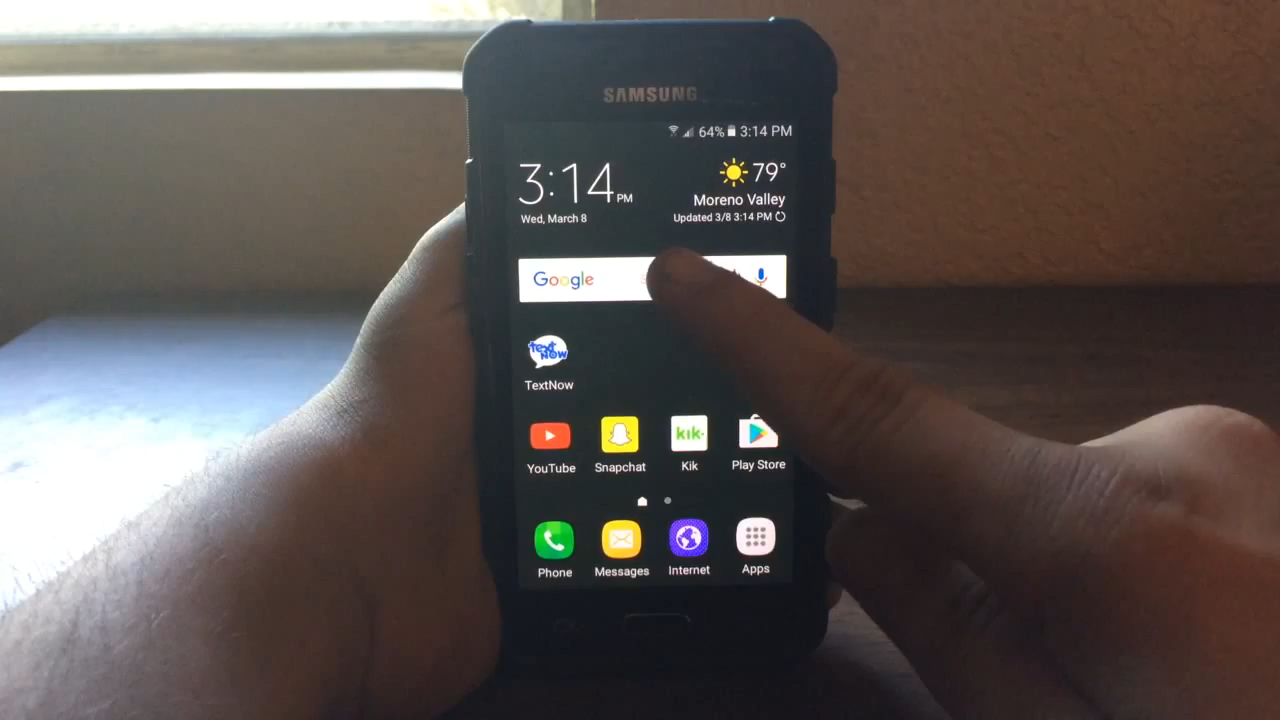 SAMSUNG
64% 3:14 PM
3:14 PM
79°
Moreno Valley
Wed, March 8
Updated 3/8 3:14 PM
Google
text NOW
TextNow
kik·
YouTube Snapchat Kik Play Store
Phone Messages Internet Apps